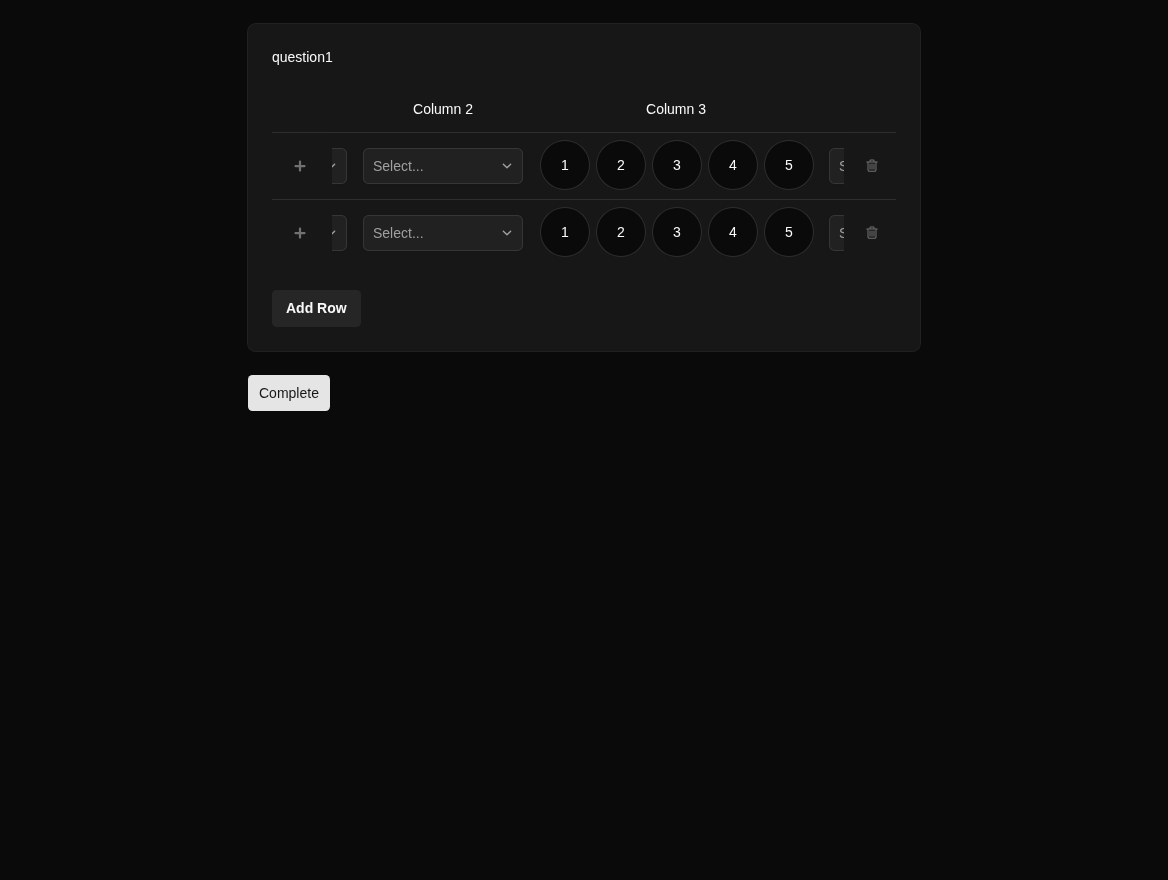 question1
Column 2 Column 3
Select... 1 2 3 4 5
Select... 1 2 3 4 5
Add Row
Complete